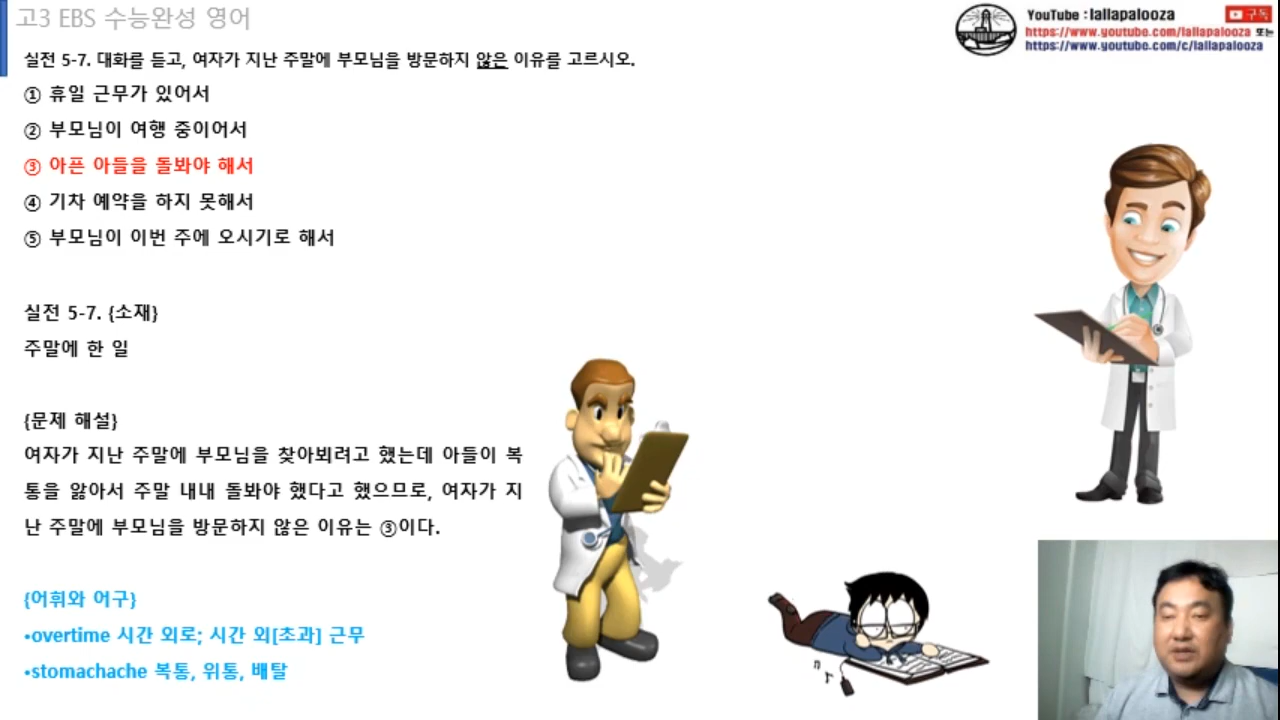 고3 EBS 수능완성 영어
YouTube : lallapalooza
구독
https://www.youtube.com/lallapalooza 또는
https://www.youtube.com/c/lallapalooza
실전 5-7. 대화를 듣고, 여자가 지난 주말에 부모님을 방문하지 않은 이유를 고르시오.
① 휴일 근무가 있어서
② 부모님이 여행 중이어서
③ 아픈 아들을 돌봐야 해서
④ 기차 예약을 하지 못해서
⑤ 부모님이 이번 주에 오시기로 해서
실전 5-7. {소재}
주말에 한 일
{문제 해설}
여자가 지난 주말에 부모님을 찾아뵈려고 했는데 아들이 복
통을 앓아서 주말 내내 돌봐야 했다고 했으므로, 여자가 지
난 주말에 부모님을 방문하지 않은 이유는 ③이다.
{어휘와 어구}
•overtime 시간 외로; 시간 외[초과] 근무
•stomachache 복통, 위통, 배탈